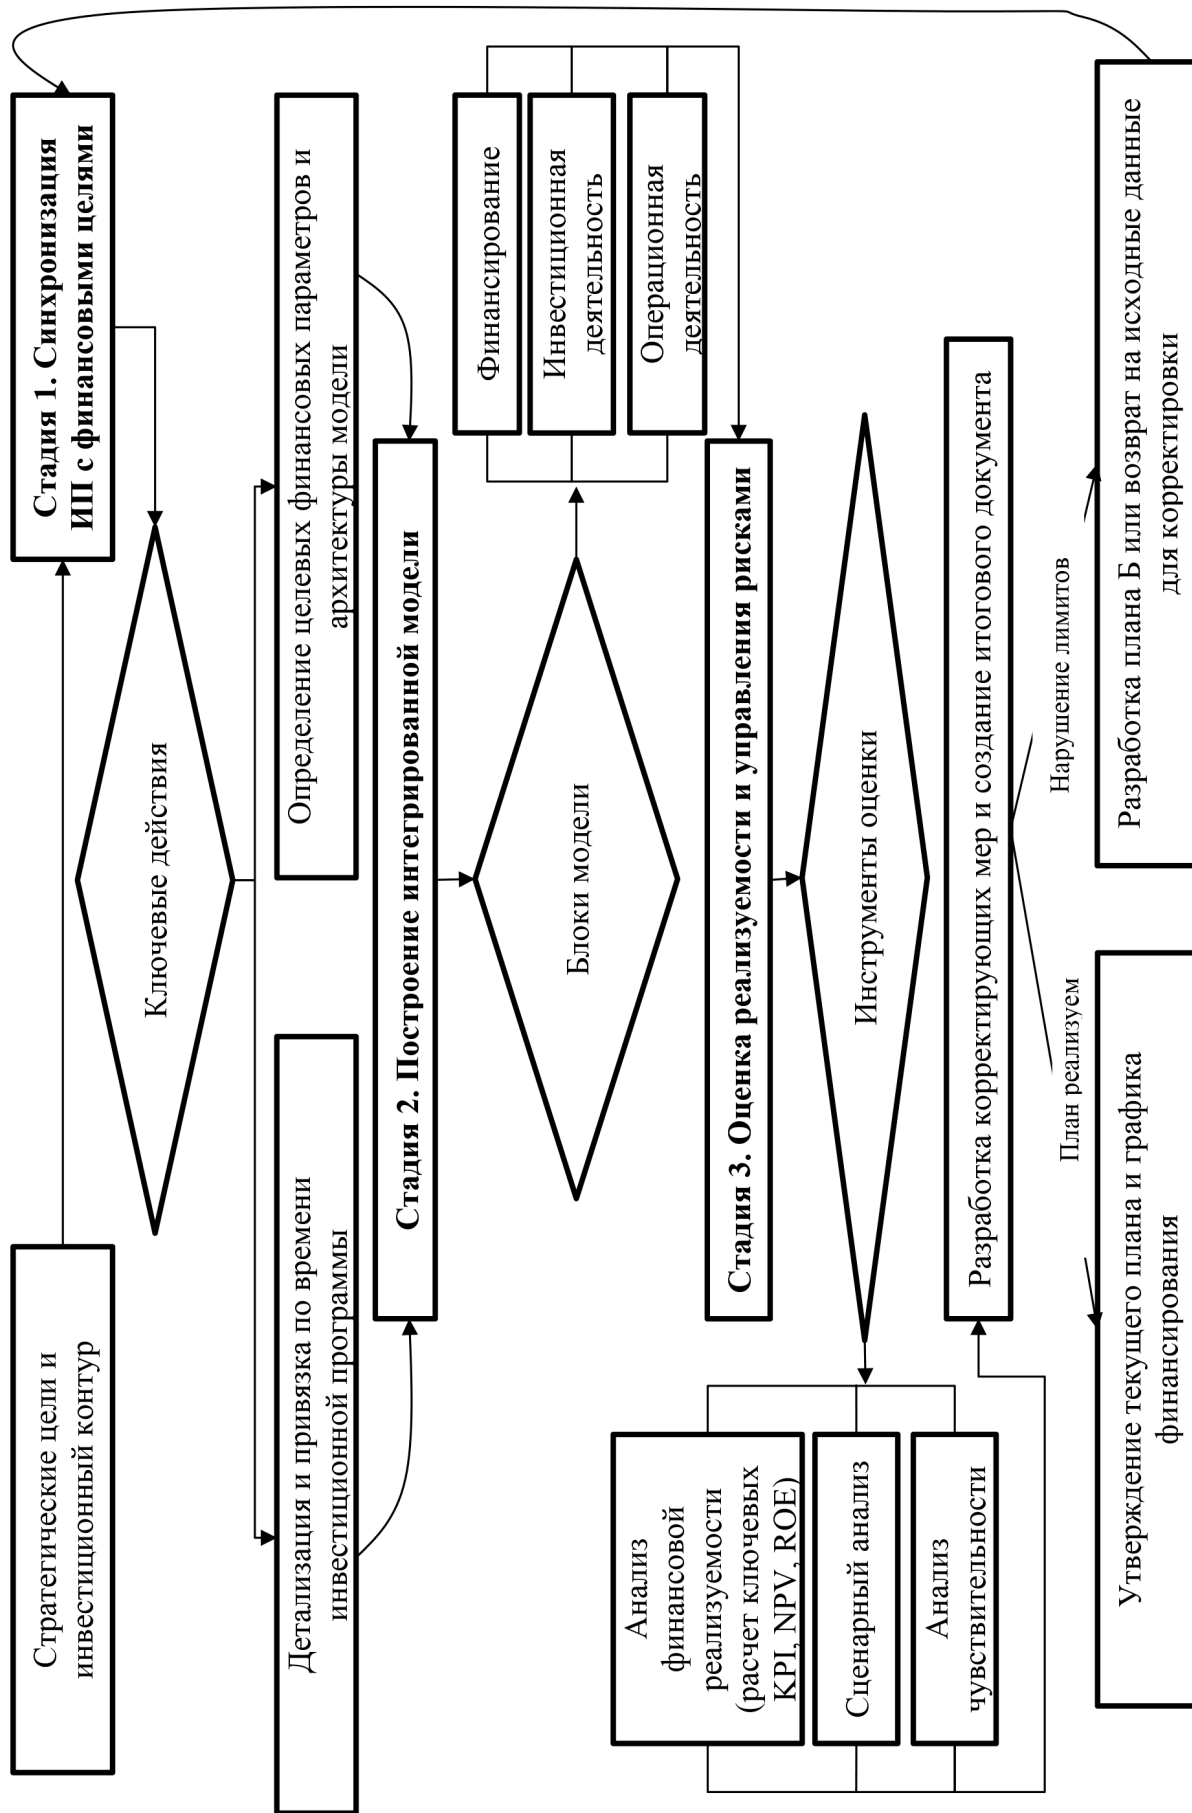 Стратегические цели и
инвестиционный контур
Стадия 1. Синхронизация
ИП с финансовыми целями
Ключевые действия
Детализация и привязка по времени
инвестиционной программы
Определение целевых финансовых параметров и
архитектуры модели
Стадия 2. Построение интегрированной модели
Блоки модели
Финансирование
Инвестиционная
деятельность
Операционная
деятельность
Стадия 3. Оценка реализуемости и управления рисками
Инструменты оценки
Анализ
финансовой
реализуемости
(расчет ключевых
KPI, NPV, ROE)
Сценарный анализ
Анализ
чувствительности
Разработка корректирующих мер и создание итогового документа
План реализуем
Нарушение лимитов
Утверждение текущего плана и графика
финансирования
Разработка плана Б или возврат на исходные данные
для корректировки